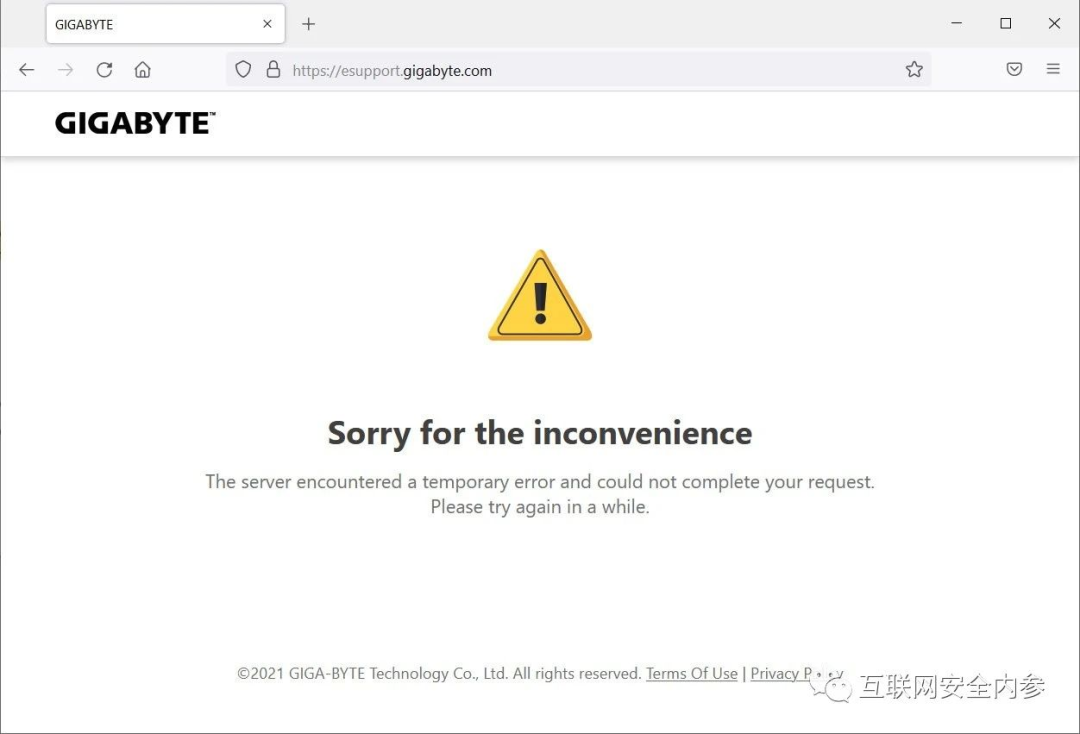 GIGABYTE
https://esupport.gigabyte.com
GIGABYTE™
Sorry for the inconvenience
The server encountered a temporary error and could not complete your request.
Please try again in a while.
©2021 GIGA-BYTE Technology Co., Ltd. All rights reserved. Terms Of Use | Privacy
互联网安全内参